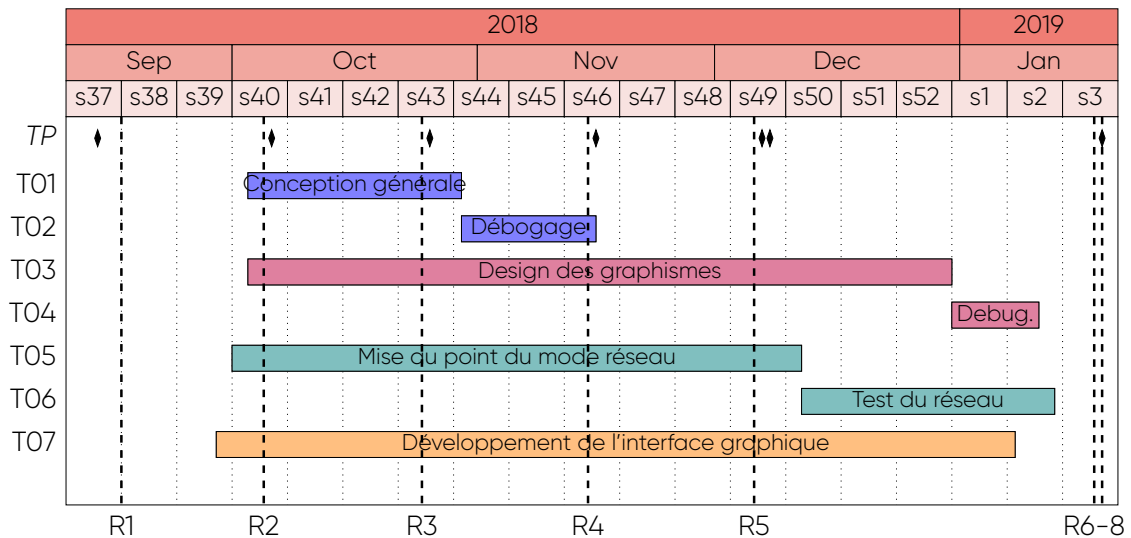 2018 2019
Sep Oct Nov Dec Jan
s37 s38 s39 s40 s41 s42 s43 s44 s45 s46 s47 s48 s49 s50 s51 s52 s1 s2 s3
TP
T01 Conception générale
T02 Débogage
T03 Design des graphismes
T04 Debug.
T05 Mise au point du mode réseau
T06 Test du réseau
T07 Développement de l'interface graphique
R1 R2 R3 R4 R5 R6-8